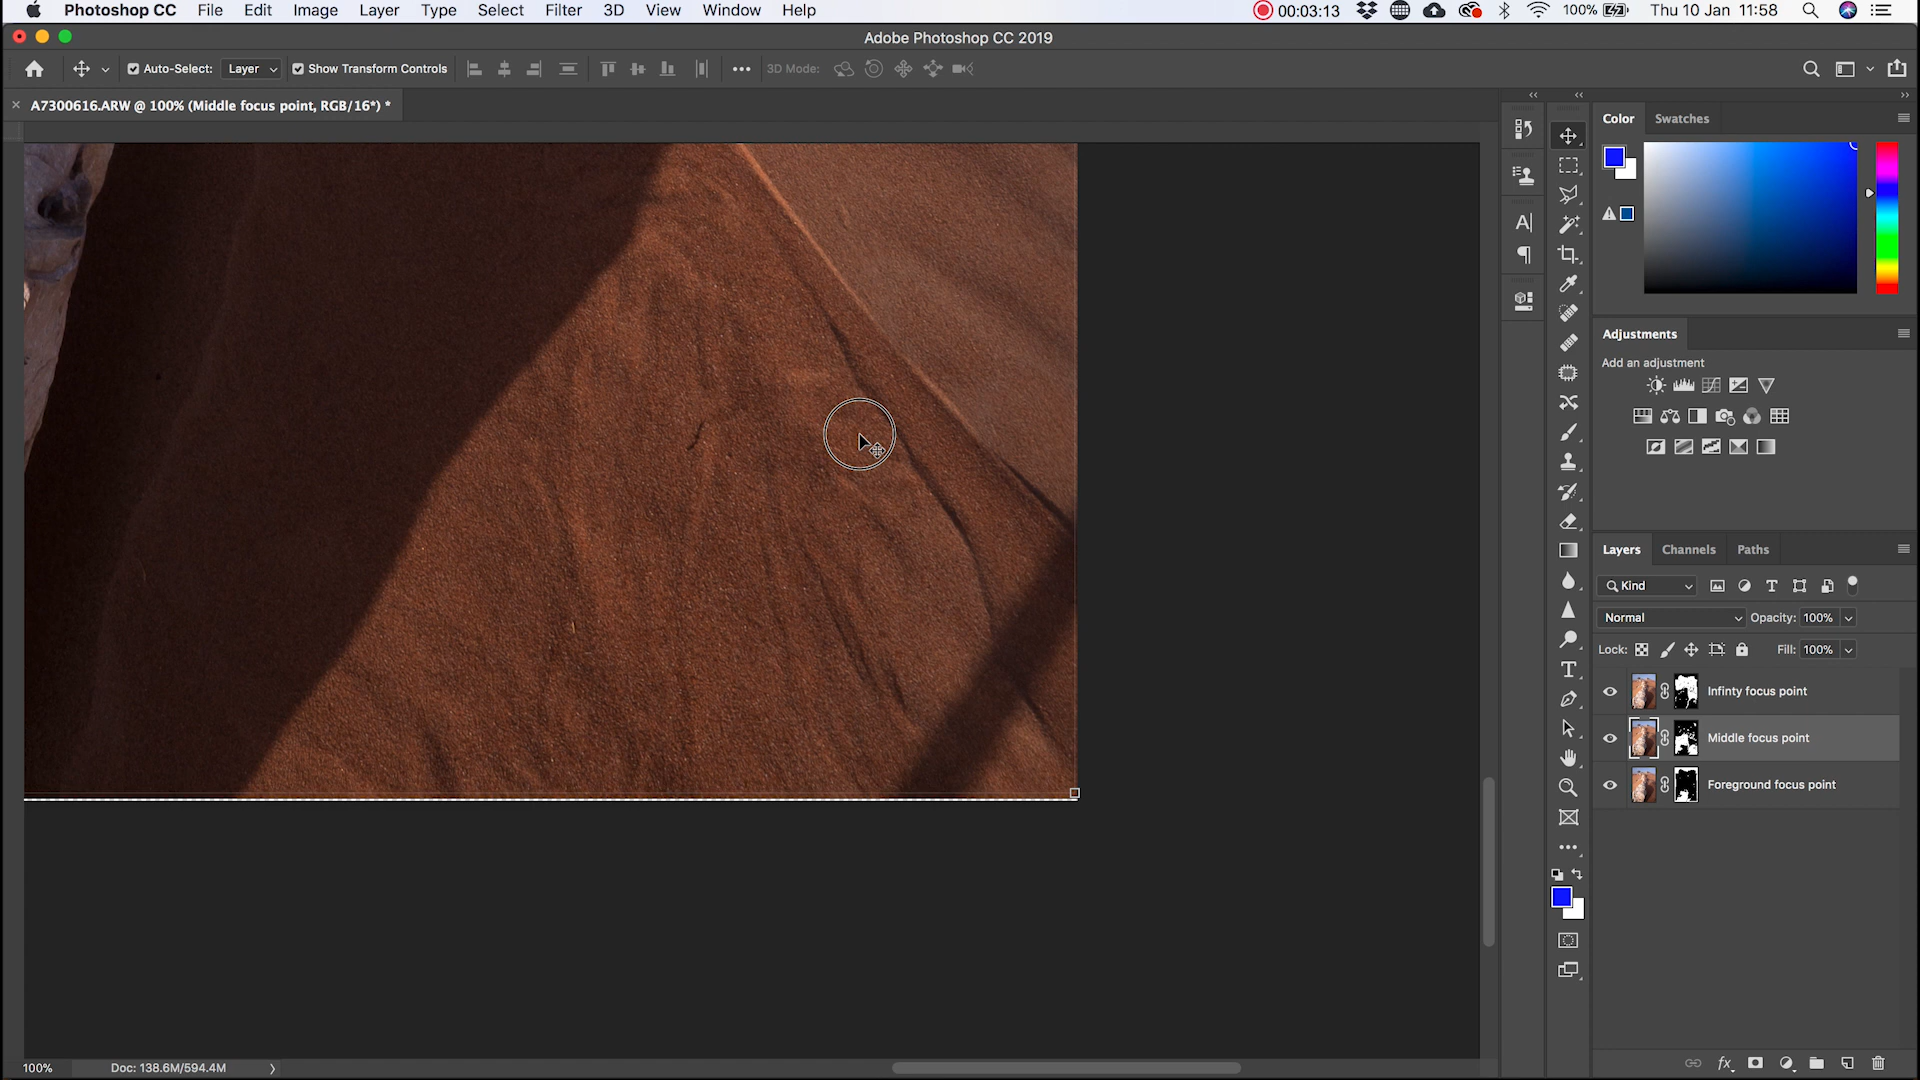 Photoshop CC File Edit Image Layer Type Select Filter 3D View Window Help 00:03:13 100% Thu 10 Jan 11:58
Adobe Photoshop CC 2019
Auto-Select: Layer Show Transform Controls 3D Mode:
A7300616.ARW @ 100% (Middle focus point, RGB/16*) *
Color Swatches
Adjustments
Add an adjustment
Layers Channels Paths
Kind
Normal Opacity: 100%
Lock: Fill: 100%
Infinty focus point
Middle focus point
Foreground focus point
100% Doc: 138.6M/594.4M